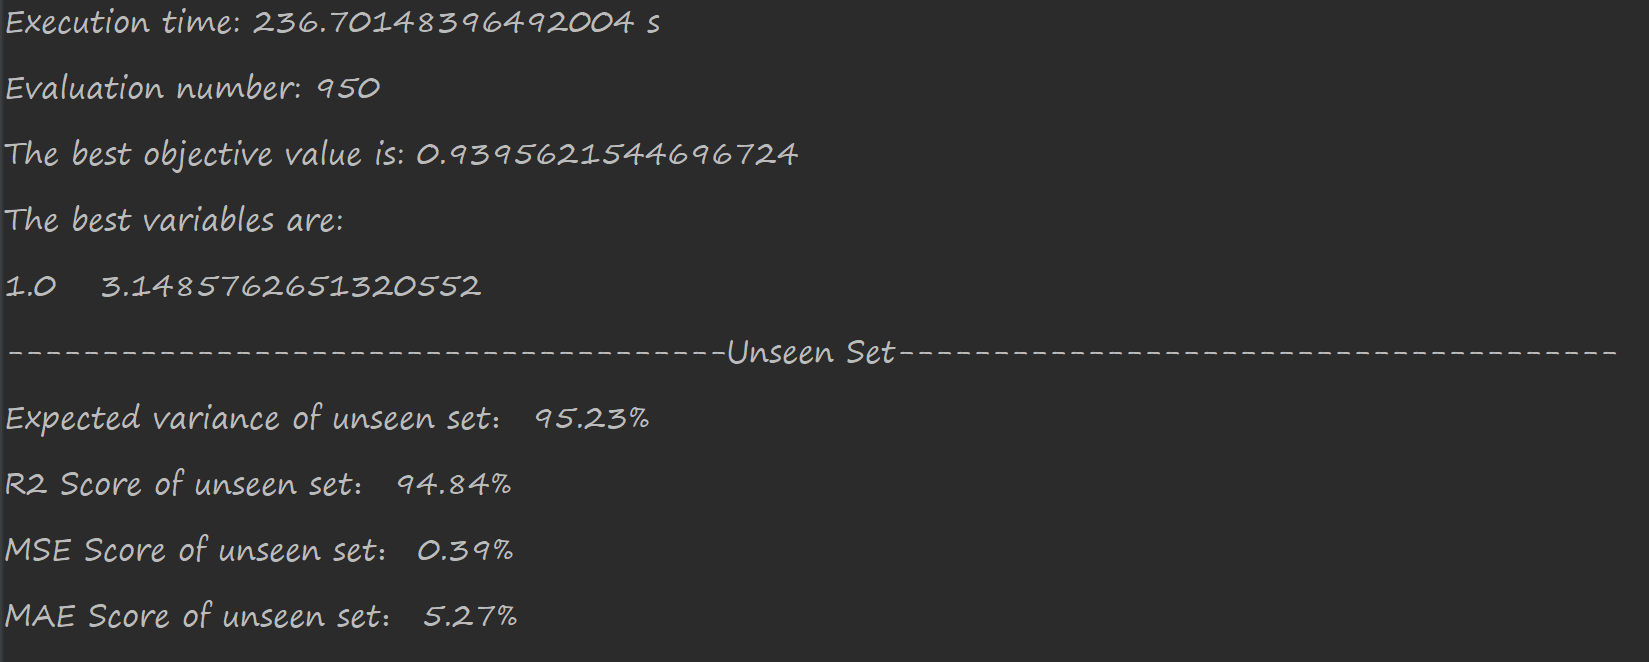 Execution time: 236.70148396492004 s
Evaluation number: 950
The best objective value is: 0.9395621544696724
The best variables are:
1.0 3.1485762651320552
--------------------------------------Unseen Set--------------------------------------
Expected variance of unseen set： 95.23%
R2 Score of unseen set： 94.84%
MSE Score of unseen set： 0.39%
MAE Score of unseen set： 5.27%